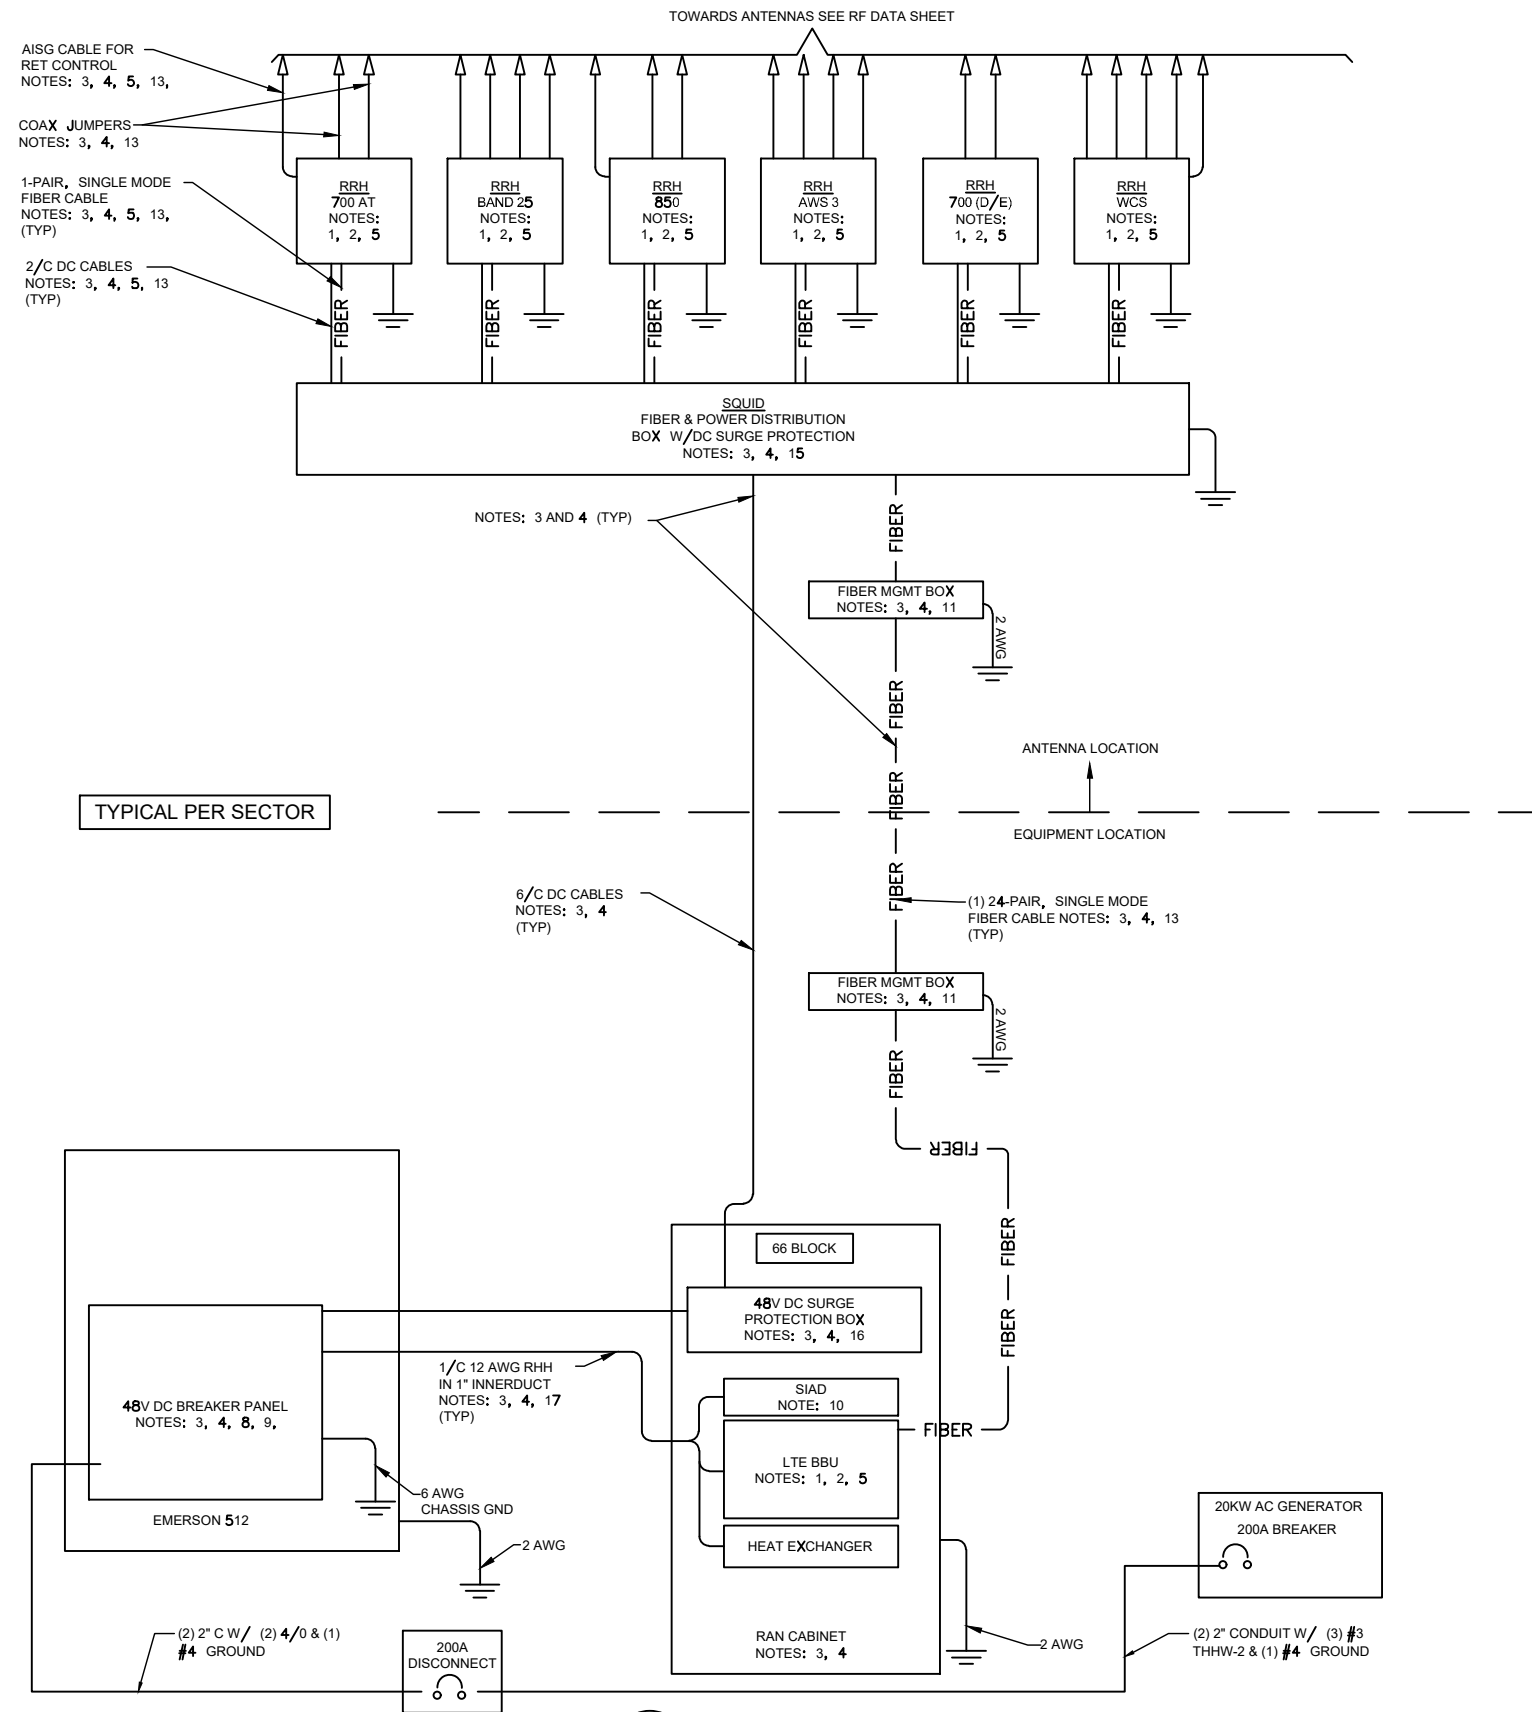 TOWARDS ANTENNAS SEE RF DATA SHEET
AISG CABLE FOR
RET CONTROL
NOTES: 3, 4, 5, 13,
COAX JUMPERS
NOTES: 3, 4, 13
1-PAIR, SINGLE MODE
FIBER CABLE
NOTES: 3, 4, 5, 13,
(TYP)
2/C DC CABLES
NOTES: 3, 4, 5, 13
(TYP)
RRH
700 AT
NOTES:
1, 2, 5
RRH
BAND 25
NOTES:
1, 2, 5
RRH
850
NOTES:
1, 2, 5
RRH
AWS 3
NOTES:
1, 2, 5
RRH
700 (D/E)
NOTES:
1, 2, 5
RRH
WCS
NOTES:
1, 2, 5
FIBER
FIBER
FIBER
FIBER
FIBER
FIBER
SQUID
FIBER & POWER DISTRIBUTION
BOX W/DC SURGE PROTECTION
NOTES: 3, 4, 15
NOTES: 3 AND 4 (TYP)
FIBER
FIBER MGMT BOX
NOTES: 3, 4, 11
2 AWG
FIBER
ANTENNA LOCATION
FIBER
TYPICAL PER SECTOR
EQUIPMENT LOCATION
6/C DC CABLES
NOTES: 3, 4
(TYP)
FIBER
(1) 24-PAIR, SINGLE MODE
FIBER CABLE NOTES: 3, 4, 13
(TYP)
FIBER MGMT BOX
NOTES: 3, 4, 11
2 AWG
FIBER
FIBER
FIBER
FIBER
66 BLOCK
48V DC SURGE
PROTECTION BOX
NOTES: 3, 4, 16
1/C 12 AWG RHH
IN 1" INNERDUCT
NOTES: 3, 4, 17
(TYP)
48V DC BREAKER PANEL
NOTES: 3, 4, 8, 9,
SIAD
NOTE: 10
FIBER
LTE BBU
NOTES: 1, 2, 5
6 AWG
CHASSIS GND
EMERSON 512
2 AWG
HEAT EXCHANGER
20KW AC GENERATOR
200A BREAKER
RAN CABINET
NOTES: 3, 4
2 AWG
(2) 2" C W/ (2) 4/0 & (1)
#4 GROUND
200A
DISCONNECT
(2) 2" CONDUIT W/ (3) #3
THHW-2 & (1) #4 GROUND